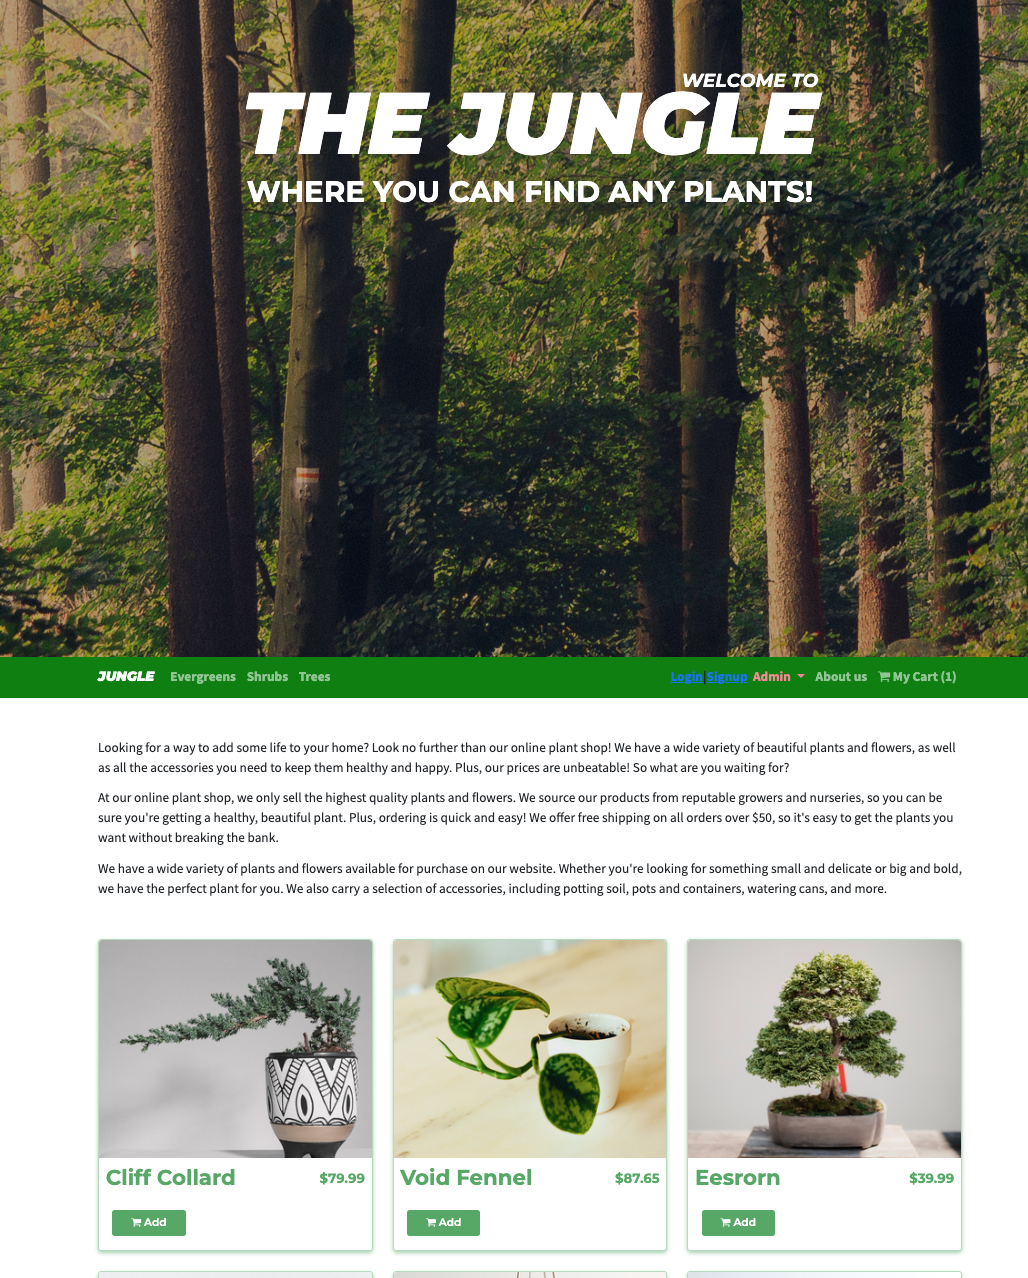 WELCOME TO
THE JUNGLE
WHERE YOU CAN FIND ANY PLANTS!
JUNGLE Evergreens Shrubs Trees Login|Signup Admin About us My Cart (1)
Looking for a way to add some life to your home? Look no further than our online plant shop! We have a wide variety of beautiful plants and flowers, as well
as all the accessories you need to keep them healthy and happy. Plus, our prices are unbeatable! So what are you waiting for?
At our online plant shop, we only sell the highest quality plants and flowers. We source our products from reputable growers and nurseries, so you can be
sure you're getting a healthy, beautiful plant. Plus, ordering is quick and easy! We offer free shipping on all orders over $50, so it's easy to get the plants you
want without breaking the bank.
We have a wide variety of plants and flowers available for purchase on our website. Whether you're looking for something small and delicate or big and bold,
we have the perfect plant for you. We also carry a selection of accessories, including potting soil, pots and containers, watering cans, and more.
Cliff Collard $79.99
Add
Void Fennel $87.65
Add
Eesrorn $39.99
Add